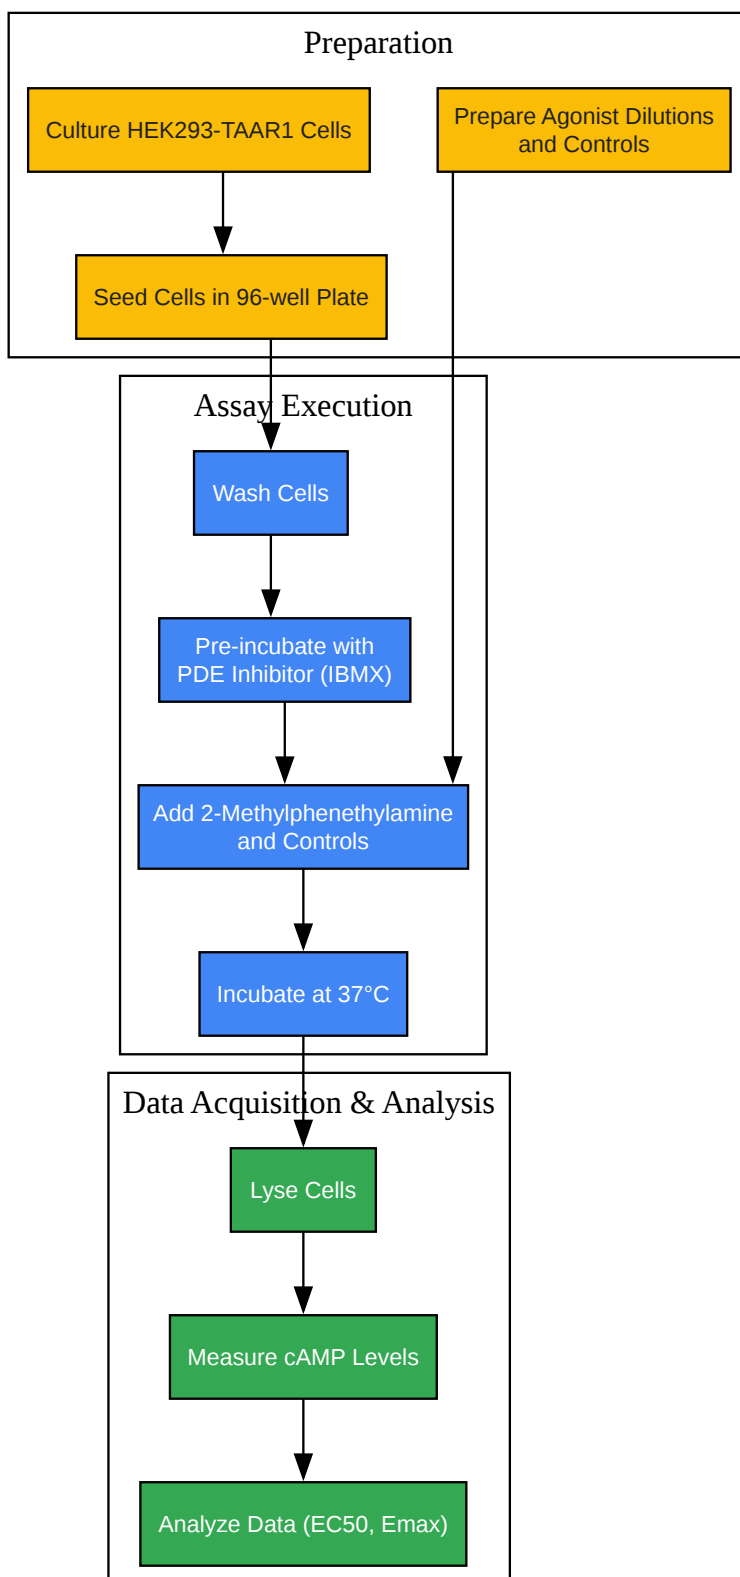 Preparation
Culture HEK293-TAAR1 Cells
Prepare Agonist Dilutions
and Controls
Seed Cells in 96-well Plate
Assay Execution
Wash Cells
Pre-incubate with
PDE Inhibitor (IBMX)
Add 2-Methylphenethylamine
and Controls
Incubate at 37°C
Data Acquisition & Analysis
Lyse Cells
Measure cAMP Levels
Analyze Data (EC50, Emax)